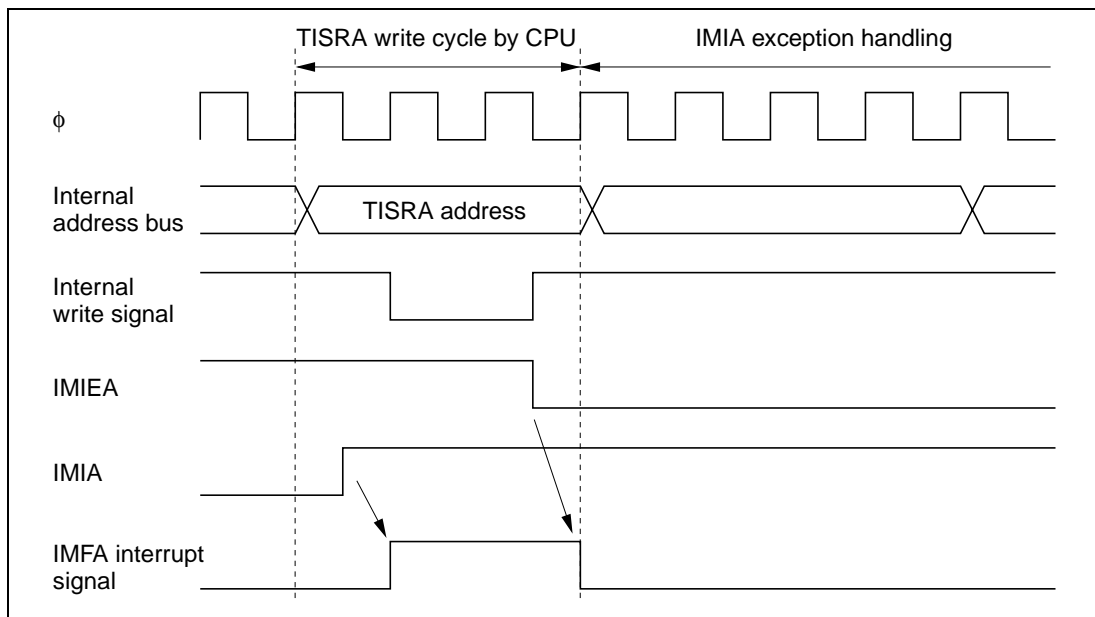 TISRA write cycle by CPU
IMIA exception handling
ϕ
Internal
address bus
TISRA address
Internal
write signal
IMIEA
IMIA
IMFA interrupt
signal